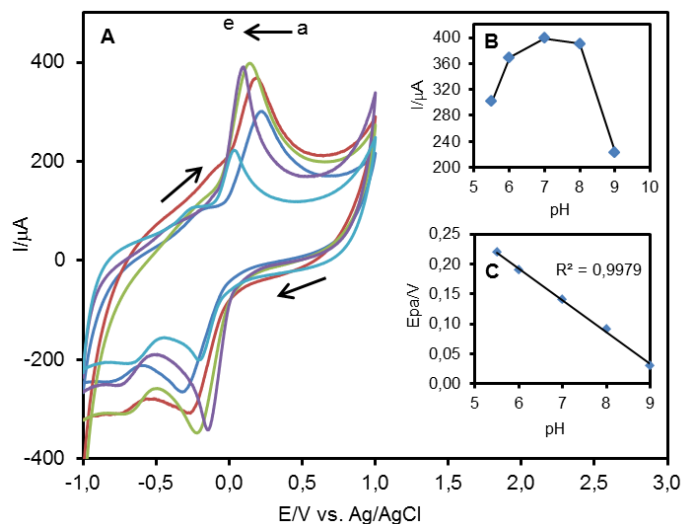 A
e a
400
200
0
-200
-400
I/μA
-1,0 -0,5 0,0 0,5 1,0 1,5 2,0 2,5 3,0
E/V vs. Ag/AgCl
B
400
360
320
280
240
200
I/μA
5 6 7 8 9 10
pH
C
R² = 0,9979
0,25
0,20
0,15
0,10
0,05
0,00
Epa/V
5 6 7 8 9
pH